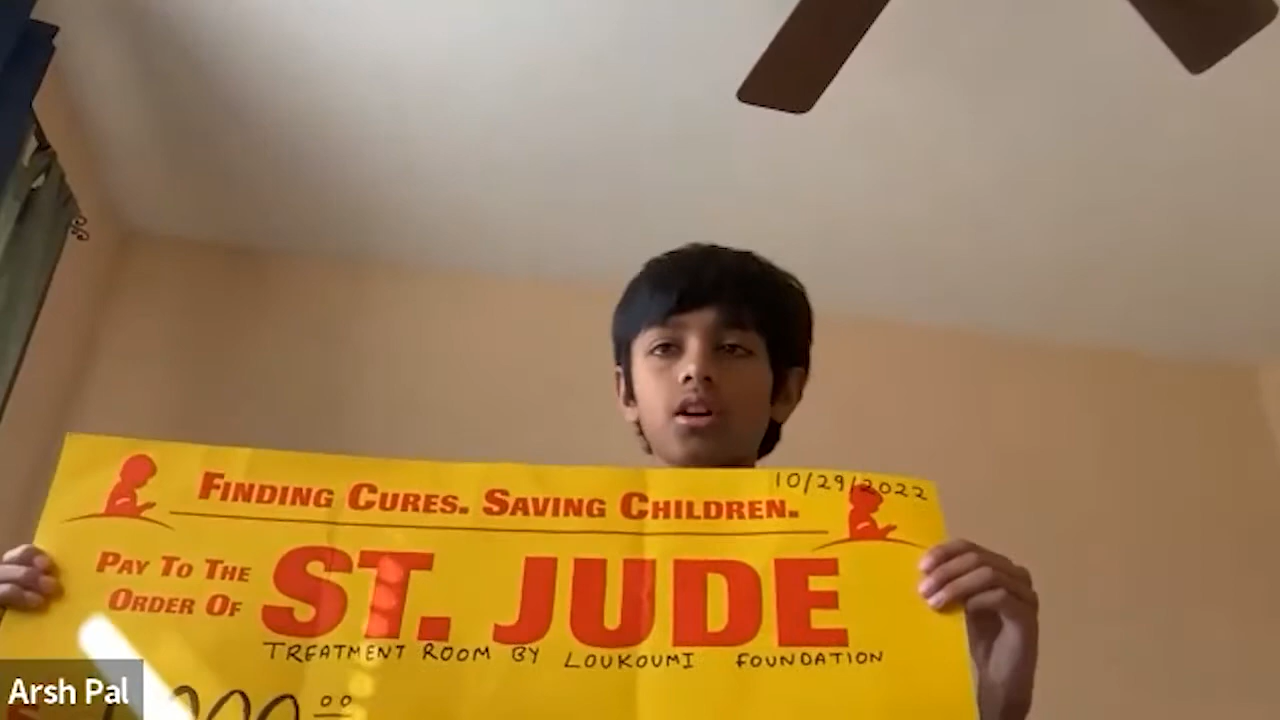 10/29/2022
FINDING CURES. SAVING CHILDREN.
PAY TO THE
ORDER OF
ST. JUDE
TREATMENT ROOM BY LOUKOUMI FOUNDATION
Arsh Pal